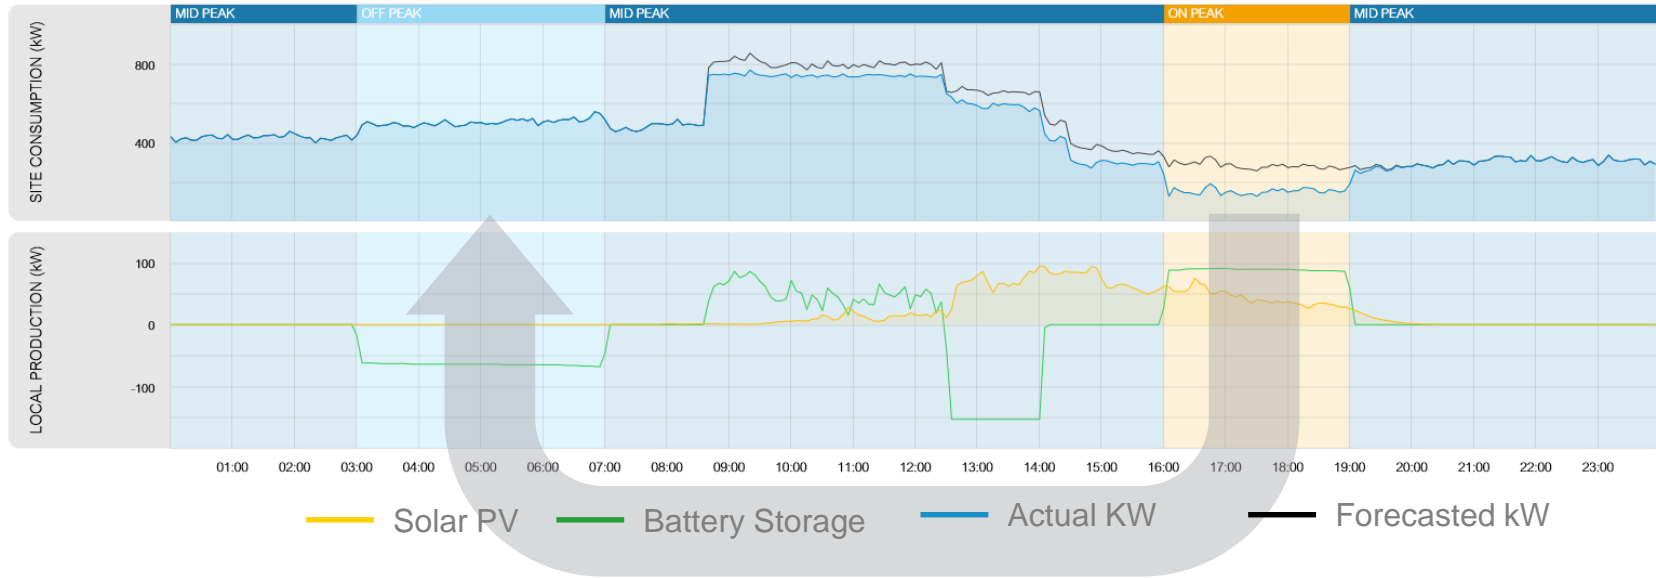 MID PEAK OFF PEAK MID PEAK ON PEAK MID PEAK
SITE CONSUMPTION (kW)
800
400
LOCAL PRODUCTION (kW)
100
0
-100
01:00 02:00 03:00 04:00 05:00 06:00 07:00 08:00 09:00 10:00 11:00 12:00 13:00 14:00 15:00 16:00 17:00 18:00 19:00 20:00 21:00 22:00 23:00
Solar PV Battery Storage Actual KW Forecasted kW